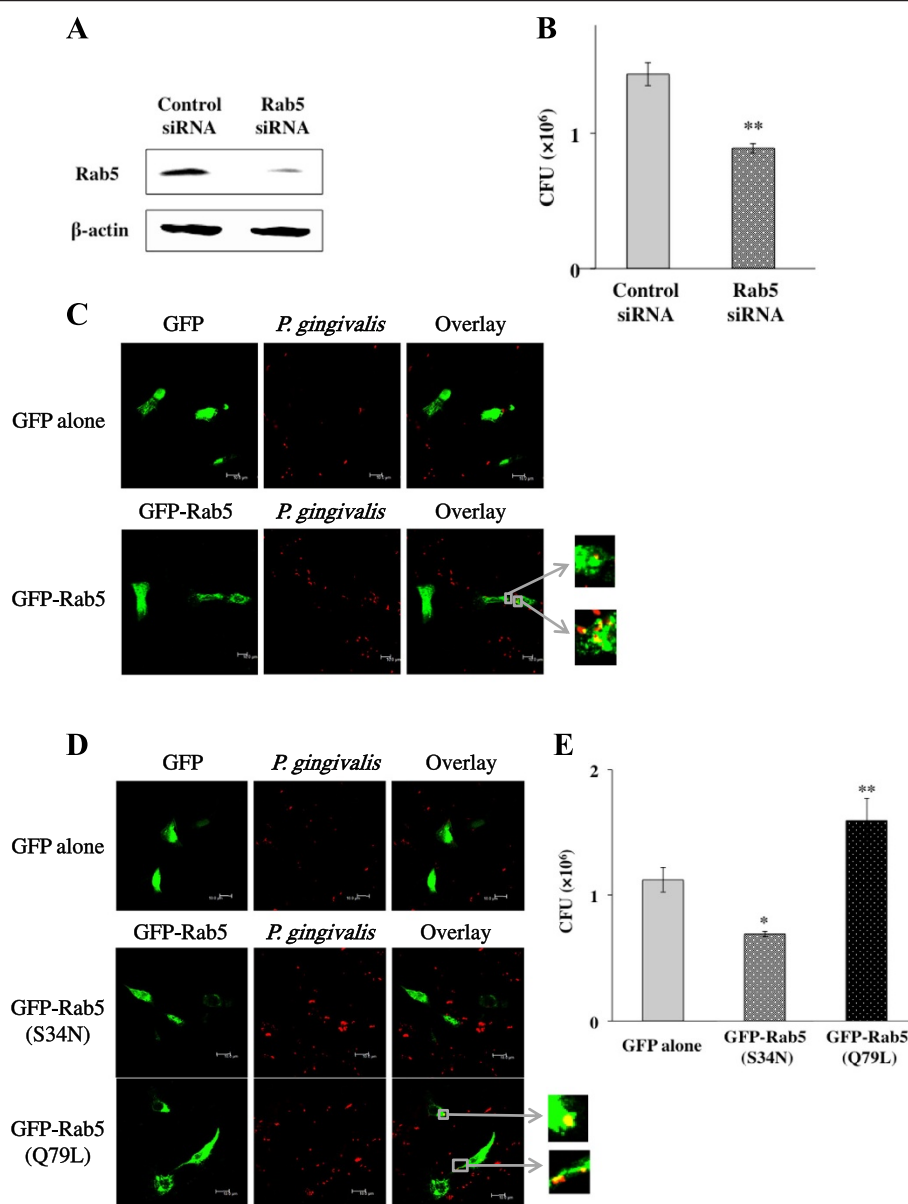 A
Control
siRNA
Rab5
siRNA
Rab5
β-actin
B
CFU (×10⁶)
1
0
**
Control
siRNA
Rab5
siRNA
C
GFP
P. gingivalis
Overlay
GFP alone
GFP-Rab5
P. gingivalis
Overlay
GFP-Rab5
D
GFP
P. gingivalis
Overlay
GFP alone
GFP-Rab5
P. gingivalis
Overlay
GFP-Rab5
(S34N)
GFP-Rab5
(Q79L)
E
CFU (×10⁶)
2
1
0
*
**
GFP alone
GFP-Rab5
(S34N)
GFP-Rab5
(Q79L)